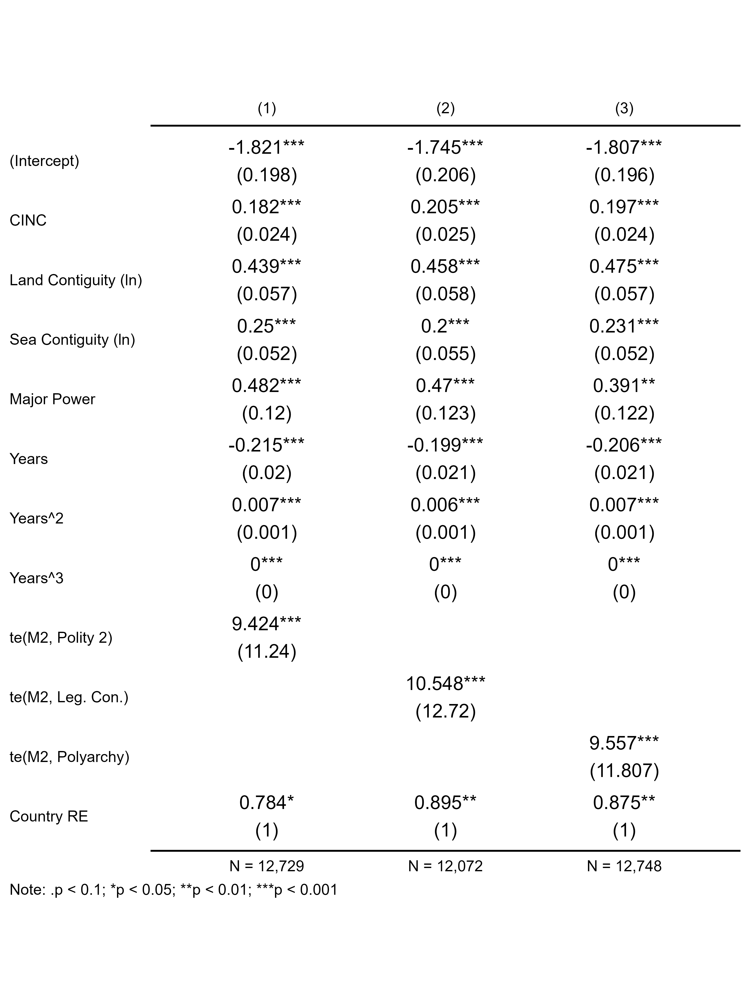 (1) (2) (3)
(Intercept) -1.821*** -1.745*** -1.807***
(0.198) (0.206) (0.196)
CINC 0.182*** 0.205*** 0.197***
(0.024) (0.025) (0.024)
Land Contiguity (ln) 0.439*** 0.458*** 0.475***
(0.057) (0.058) (0.057)
Sea Contiguity (ln) 0.25*** 0.2*** 0.231***
(0.052) (0.055) (0.052)
Major Power 0.482*** 0.47*** 0.391**
(0.12) (0.123) (0.122)
Years -0.215*** -0.199*** -0.206***
(0.02) (0.021) (0.021)
Years^2 0.007*** 0.006*** 0.007***
(0.001) (0.001) (0.001)
Years^3 0*** 0*** 0***
(0) (0) (0)
te(M2, Polity 2) 9.424***
(11.24)
te(M2, Leg. Con.) 10.548***
(12.72)
te(M2, Polyarchy) 9.557***
(11.807)
Country RE 0.784* 0.895** 0.875**
(1) (1) (1)
N = 12,729 N = 12,072 N = 12,748
Note: .p < 0.1; *p < 0.05; **p < 0.01; ***p < 0.001